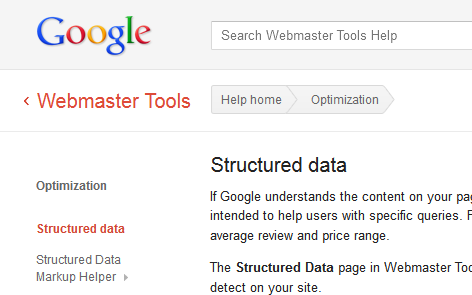 Google
Search Webmaster Tools Help
‹ Webmaster Tools
Help home
Optimization
Optimization
Structured data
Structured Data
Markup Helper
Structured data
If Google understands the content on your pag
intended to help users with specific queries. F
average review and price range.
The Structured Data page in Webmaster Too
detect on your site.